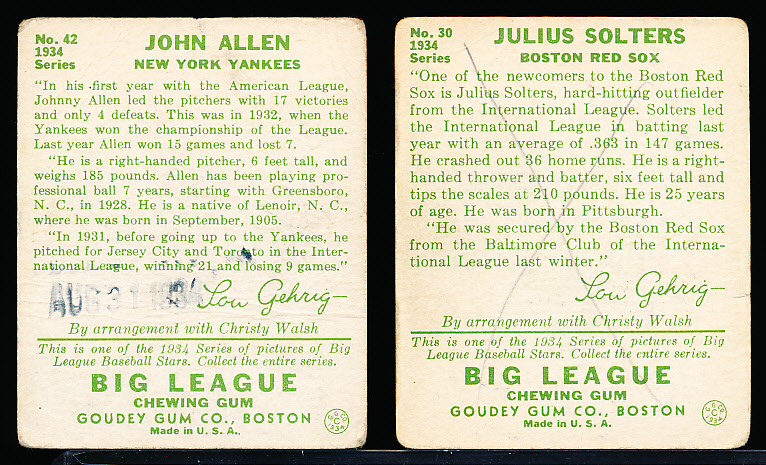 No. 42
1934
Series
JOHN ALLEN
NEW YORK YANKEES
"In his first year with the American League,
Johnny Allen led the pitchers with 17 victories
and only 4 defeats. This was in 1932, when the
Yankees won the championship of the League.
Last year Allen won 15 games and lost 7.
"He is a right-handed pitcher, 6 feet tall, and
weighs 185 pounds. Allen has been playing pro-
fessional ball 7 years, starting with Greensboro,
N. C., in 1928. He is a native of Lenoir, N. C.,
where he was born in September, 1905.
"In 1931, before going up to the Yankees, he
pitched for Jersey City and Toronto in the Inter-
national League, winning 21 and losing 9 games."
AUG 31 1934
Lou Gehrig—
By arrangement with Christy Walsh
This is one of the 1934 Series of pictures of Big
League Baseball Stars. Collect the entire series.
BIG LEAGUE
CHEWING GUM
GOUDEY GUM CO., BOSTON
Made in U. S. A.
No. 30
1934
Series
JULIUS SOLTERS
BOSTON RED SOX
"One of the newcomers to the Boston Red
Sox is Julius Solters, hard-hitting outfielder
from the International League. Solters led
the International League in batting last
year with an average of .363 in 147 games.
He crashed out 36 home runs. He is a right-
handed thrower and batter, six feet tall and
tips the scales at 210 pounds. He is 25 years
of age. He was born in Pittsburgh.
"He was secured by the Boston Red Sox
from the Baltimore Club of the Interna-
tional League last winter."
Lou Gehrig—
By arrangement with Christy Walsh
This is one of the 1934 Series of pictures of Big
League Baseball Stars. Collect the entire series.
BIG LEAGUE
CHEWING GUM
GOUDEY GUM CO., BOSTON
Made in U. S. A.